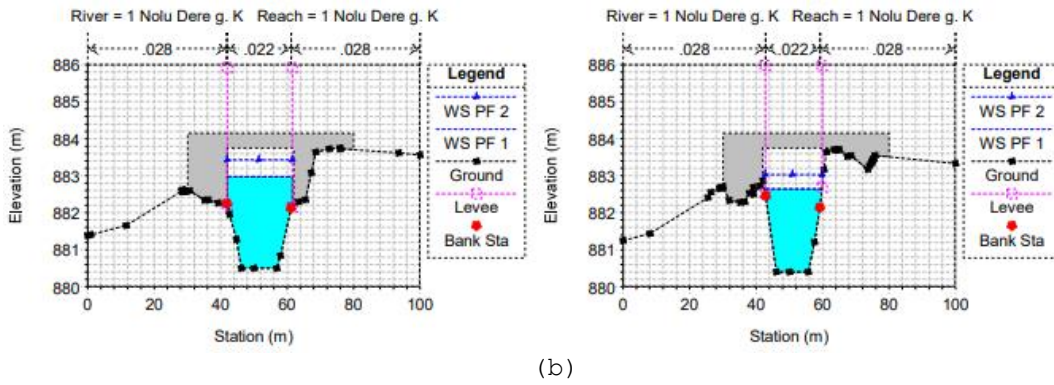 River = 1 Nolu Dere g. K Reach = 1 Nolu Dere g. K
.028 .022 .028
886
885
884
883
882
881
880
0 20 40 60 80 100
Elevation (m)
Station (m)
Legend
WS PF 2
WS PF 1
Ground
Levee
Bank Sta
River = 1 Nolu Dere g. K Reach = 1 Nolu Dere g. K
.028 .022 .028
886
885
884
883
882
881
880
0 20 40 60 80 100
Elevation (m)
Station (m)
Legend
WS PF 2
WS PF 1
Ground
Levee
Bank Sta
(b)